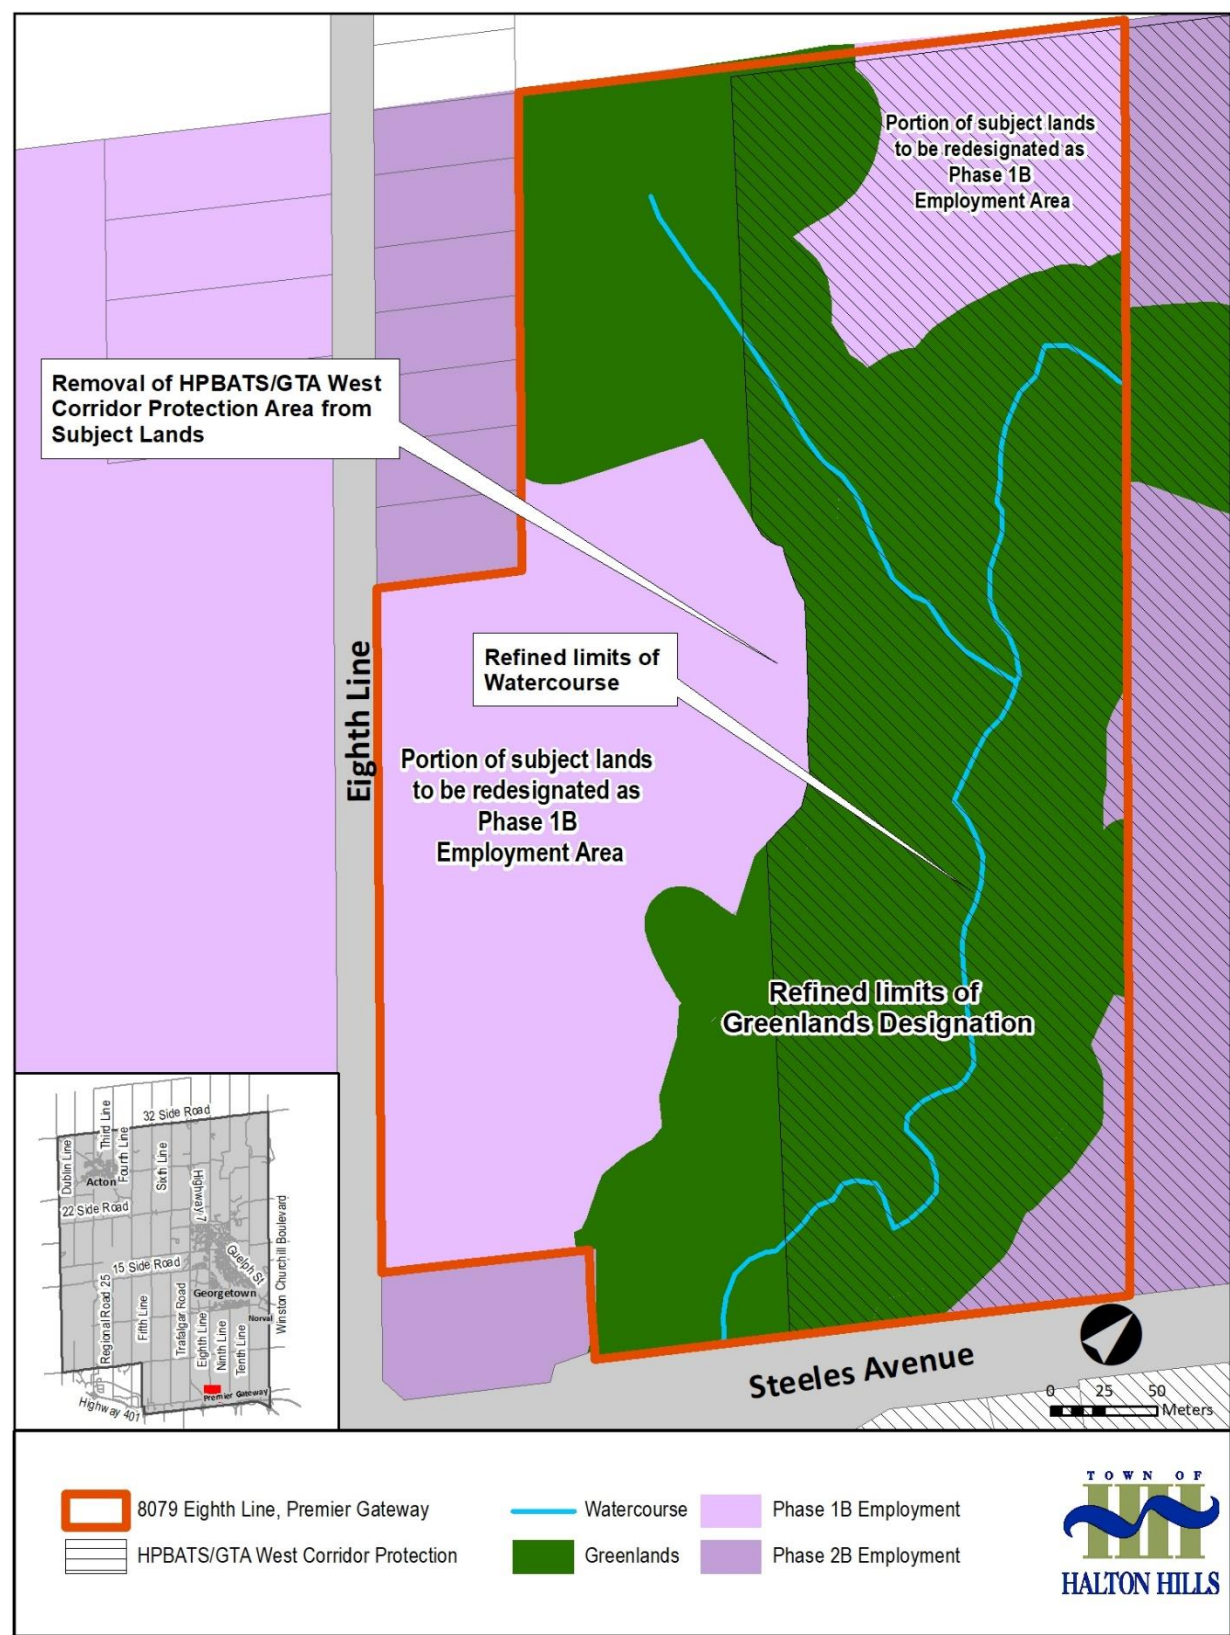 Portion of subject lands
to be redesignated as
Phase 1B
Employment Area
Removal of HPBATS/GTA West
Corridor Protection Area from
Subject Lands
Refined limits of
Watercourse
Eighth Line
Portion of subject lands
to be redesignated as
Phase 1B
Employment Area
Refined limits of
Greenlands Designation
Steeles Avenue
0 25 50
Meters
32 Side Road
Dublin Line
Third Line
Fourth Line
Sixth Line
Highway 7
Acton
22 Side Road
Guelph St
Winston Churchill Boulevard
15 Side Road
Georgetown
Norval
Regional Road 25
Fifth Line
Trafalgar Road
Eighth Line
Ninth Line
Tenth Line
Premier Gateway
Highway 401
8079 Eighth Line, Premier Gateway
HPBATS/GTA West Corridor Protection
Watercourse
Greenlands
Phase 1B Employment
Phase 2B Employment
TOWN OF
HALTON HILLS